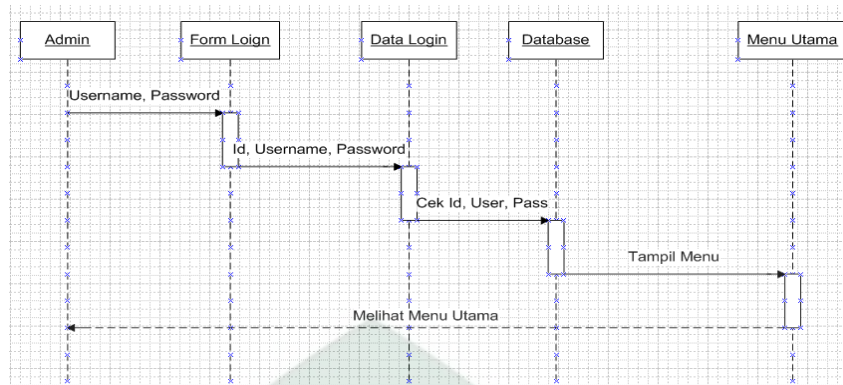 Admin
Form Loign
Data Login
Database
Menu Utama
Username, Password
Id, Username, Password
Cek Id, User, Pass
Tampil Menu
Melihat Menu Utama